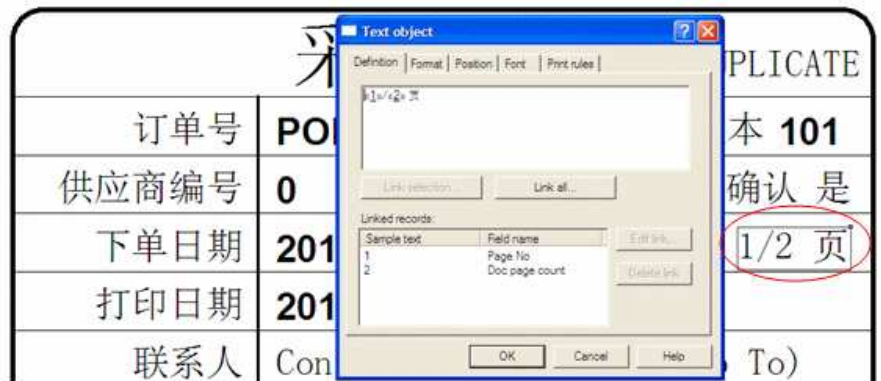 采
Text object
PLICATE
Definition Format Position Font Print rules
订单号 PO 本 101
Link selection... Link all...
供应商编号 0 确认 是
Linked records:
Sample text Field name Edit link...
1 Page No
2 Doc page count Delete link
下单日期 201 1/2 页
打印日期 201
OK Cancel Help
联系人 Con To)